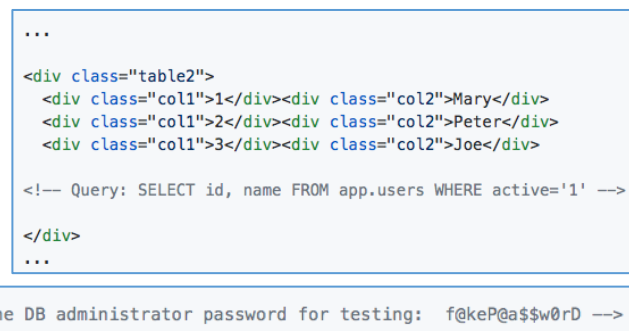 ...
<div class="table2">
<div class="col1">1</div><div class="col2">Mary</div>
<div class="col1">2</div><div class="col2">Peter</div>
<div class="col1">3</div><div class="col2">Joe</div>
<!-- Query: SELECT id, name FROM app.users WHERE active='1' -->
</div>
...
DB administrator password for testing: f@keP@a$$w0rD -->